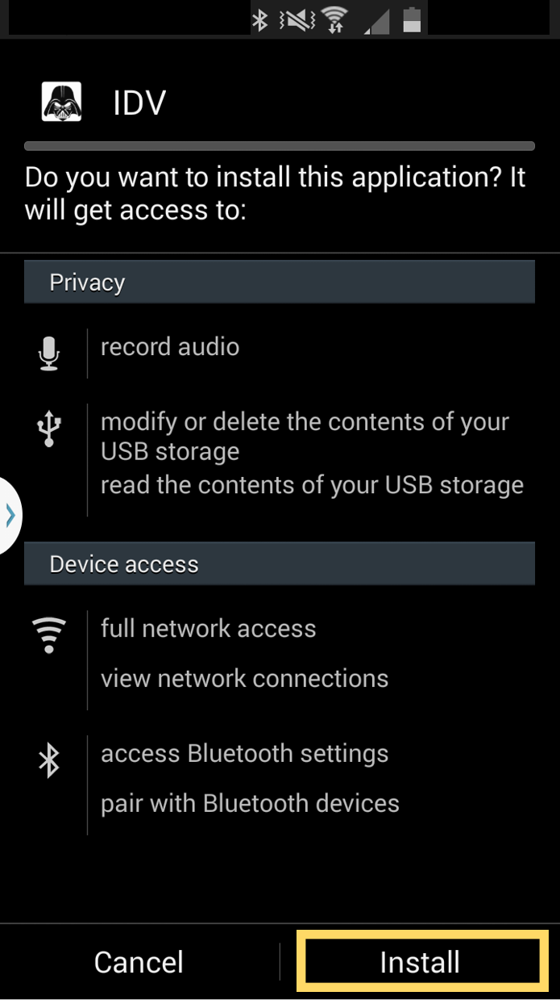 IDV
Do you want to install this application? It
will get access to:
Privacy
record audio
modify or delete the contents of your
USB storage
read the contents of your USB storage
Device access
full network access
view network connections
access Bluetooth settings
pair with Bluetooth devices
Cancel
Install